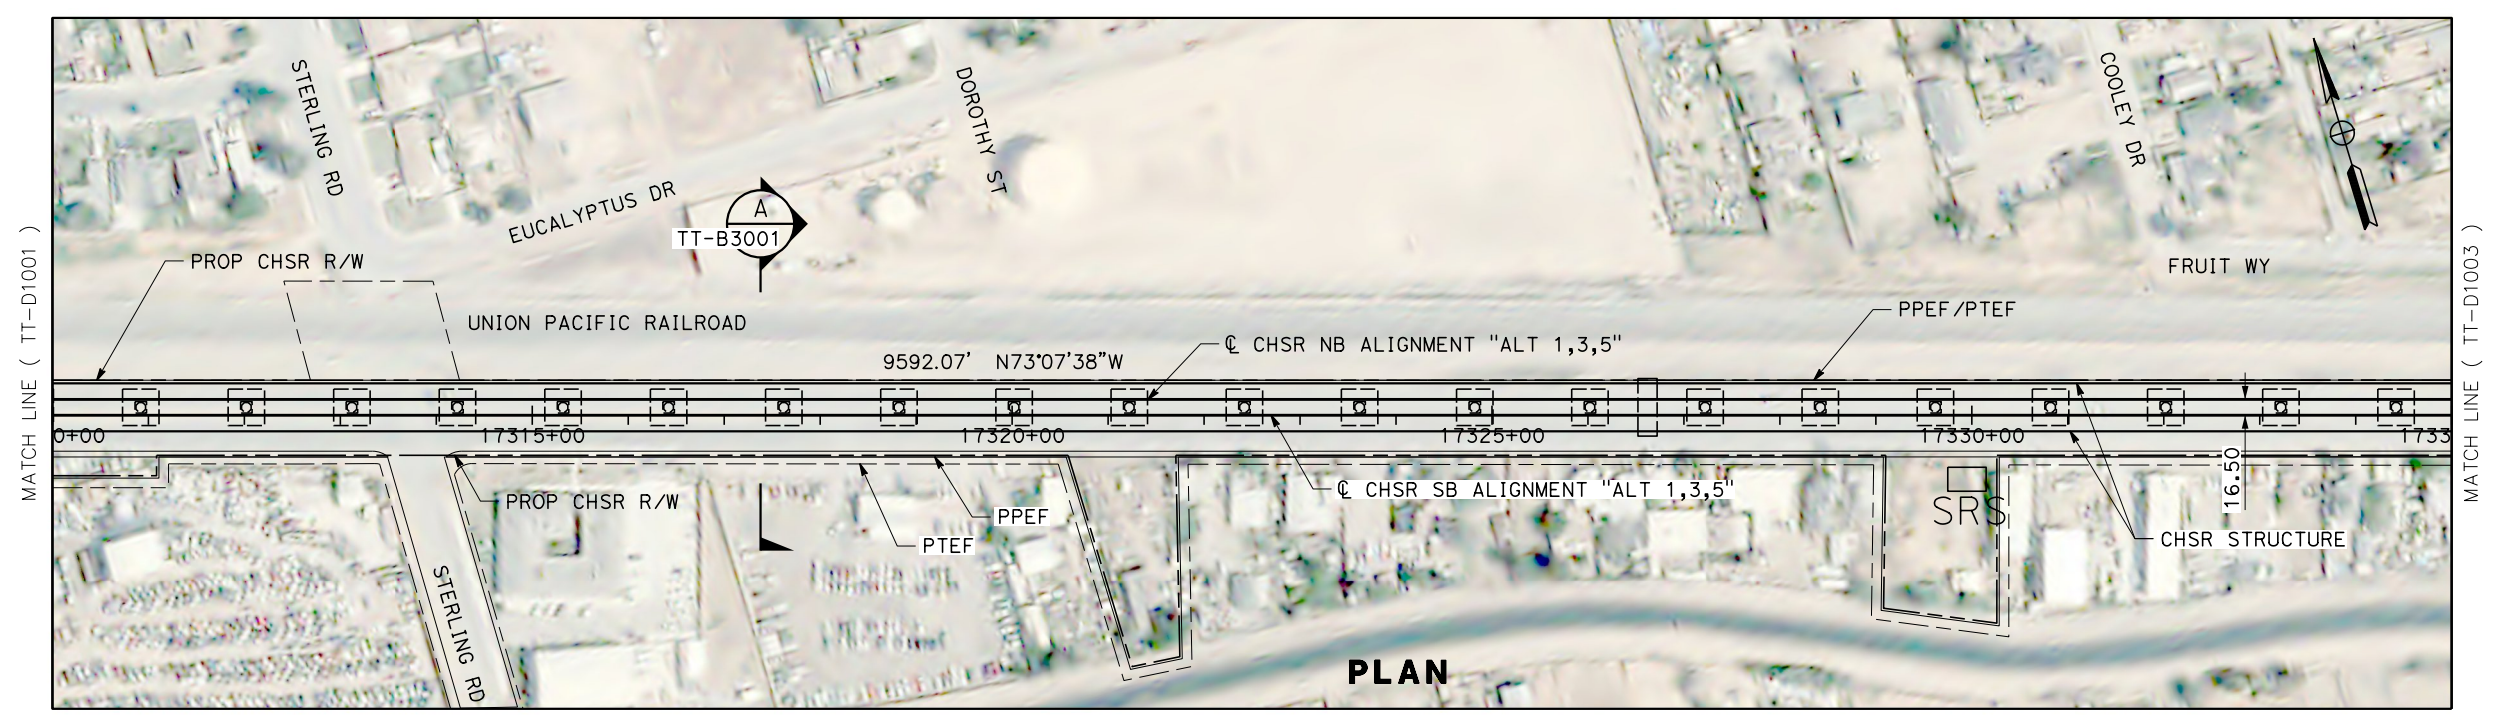 STERLING RD
DOROTHY ST
COOLEY DR
EUCALYPTUS DR
A
TT-B3001
MATCH LINE ( TT-D1001 )
PROP CHSR R/W
FRUIT WY
MATCH LINE ( TT-D1003 )
UNION PACIFIC RAILROAD
PPEF/PTEF
℄ CHSR NB ALIGNMENT "ALT 1,3,5"
9592.07' N73°07'38"W
0+00
17315+00
17320+00
17325+00
17330+00
1733
16.50
PROP CHSR R/W
℄ CHSR SB ALIGNMENT "ALT 1,3,5"
PPEF
SRS
PTEF
CHSR STRUCTURE
STERLING RD
PLAN